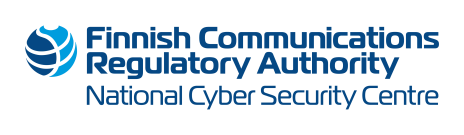 Finnish Communications
Regulatory Authority
National Cyber Security Centre